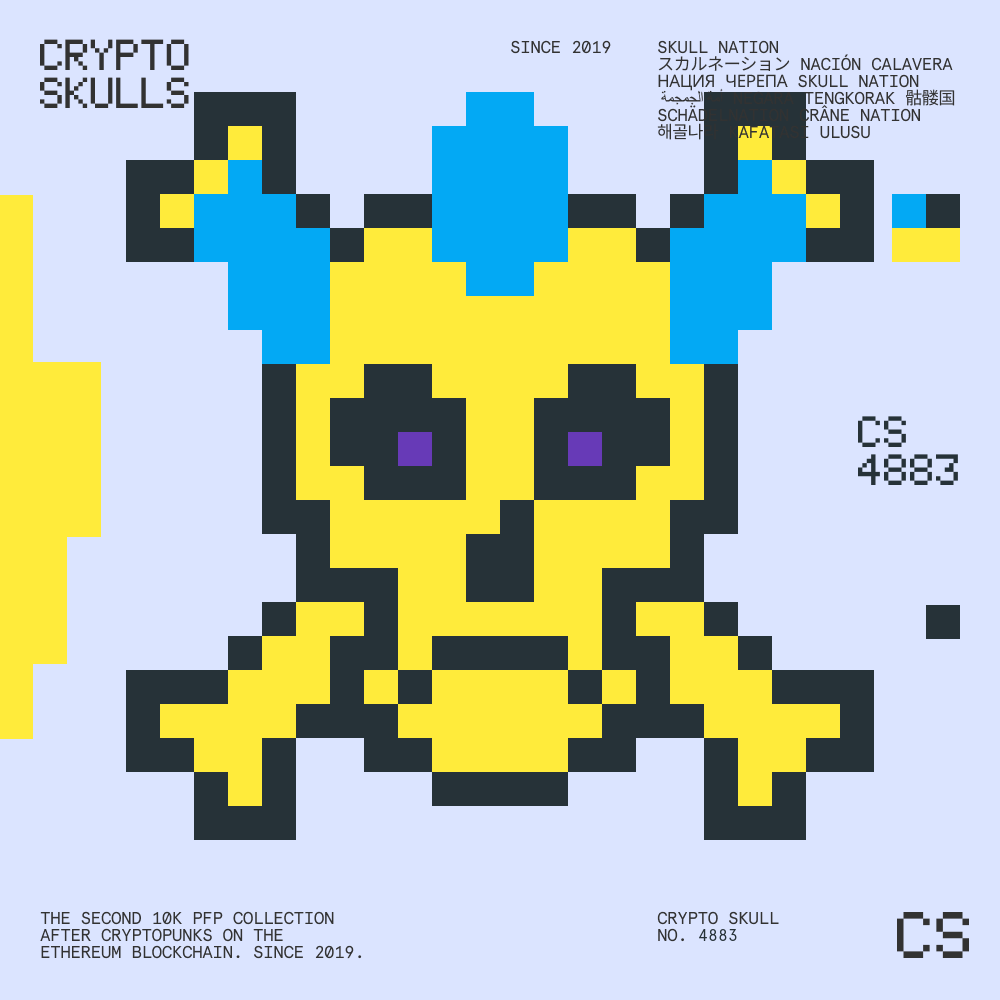 CRYPTO
SKULLS
SINCE 2019
SKULL NATION
スカルネーション NACIÓN CALAVERA
НАЦИЯ ЧЕРЕПА SKULL NATION
الجمجمة TENGKORAK 骷髅国
CRÂNE NATION
해골나 ULUSU
CS
4883
THE SECOND 10K PFP COLLECTION
AFTER CRYPTOPUNKS ON THE
ETHEREUM BLOCKCHAIN. SINCE 2019.
CRYPTO SKULL
NO. 4883
CS